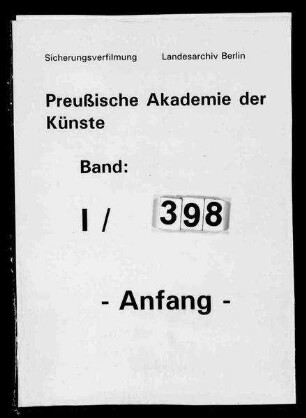 Sicherungsverfilmung Landesarchiv Berlin
Preußische Akademie der
Künste
Band:
I / 398
- Anfang -